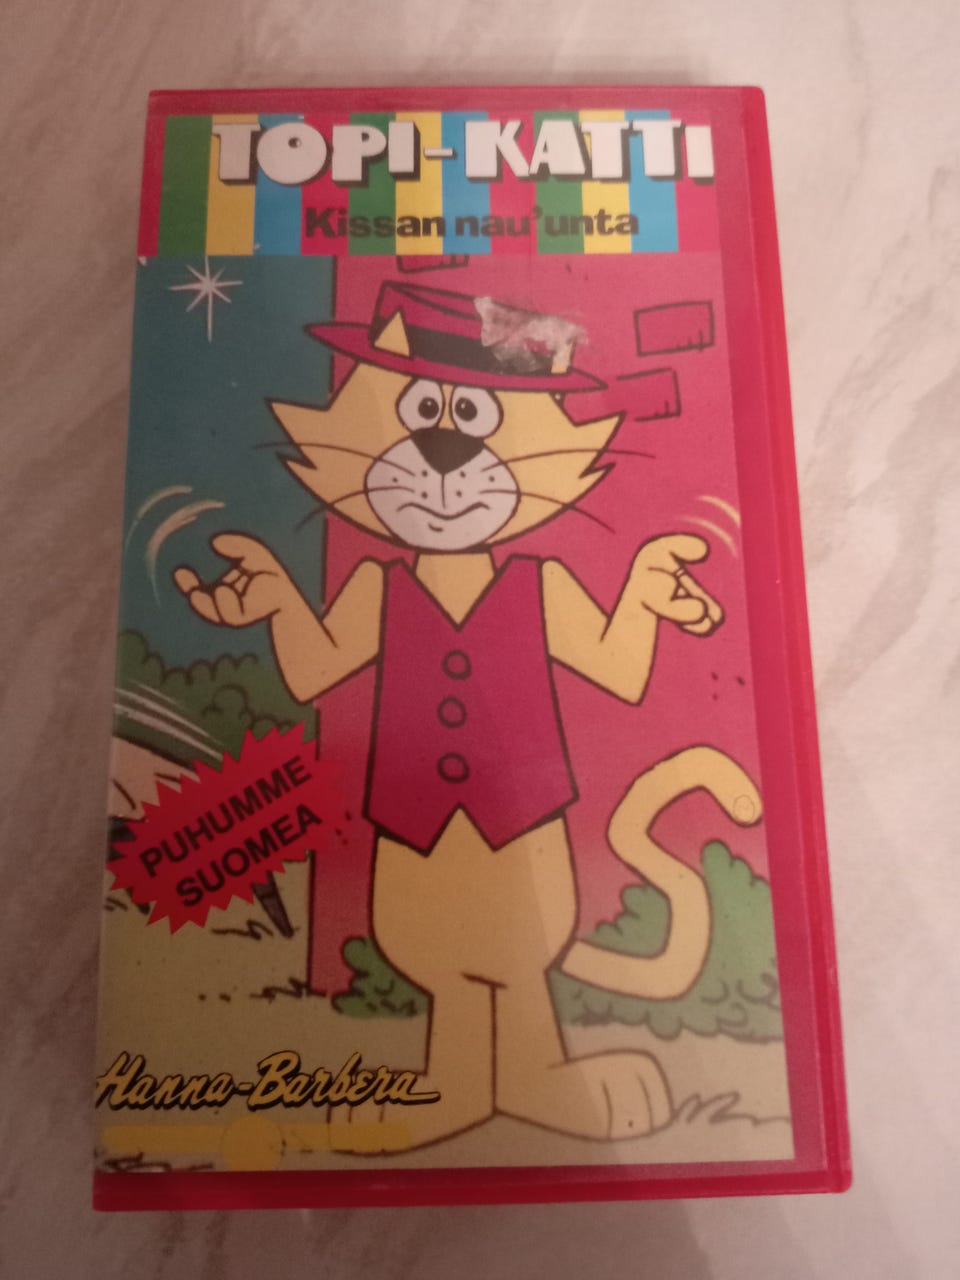 TOPI-KATTI
Kissan nau'unta
PUHUMME
SUOMEA
Hanna-Barbera